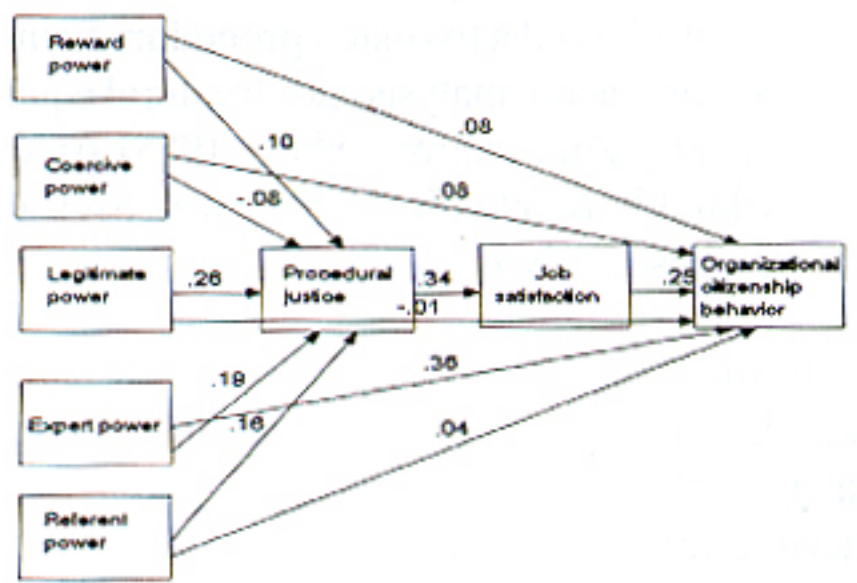 Reward
power
.08
.10
Coercive
power
.08
-.08
Legitimate
power
.26
Procedural
justice
.34
Job
satisfaction
.25
Organizational
citizenship
behavior
-.01
.19
.36
Expert power
.16
.04
Referent
power